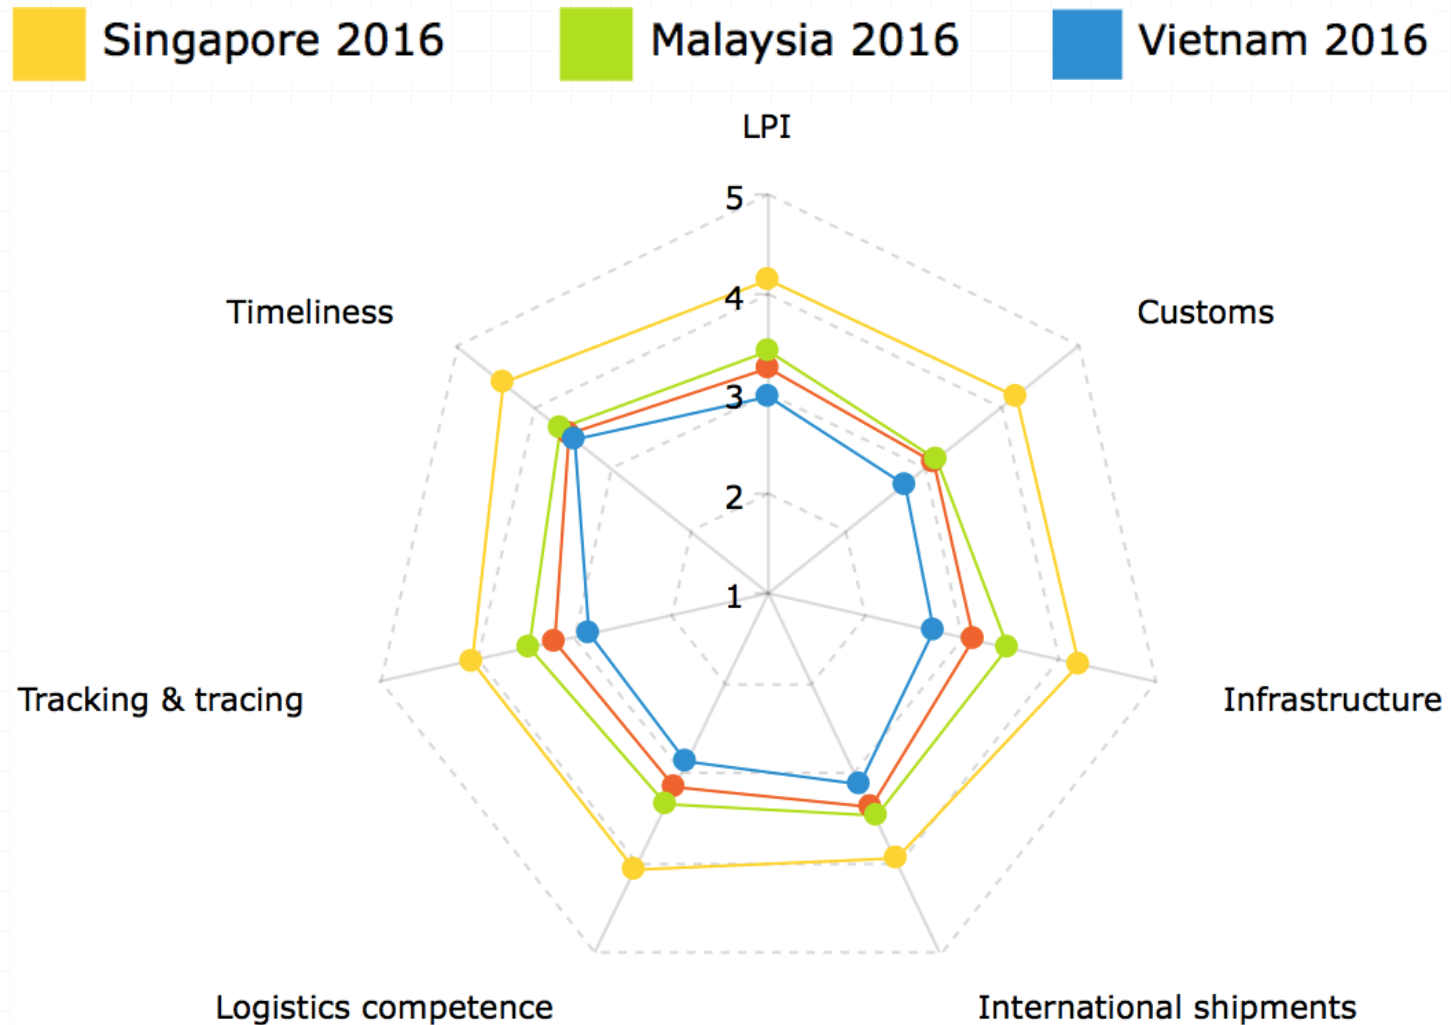 Singapore 2016
Malaysia 2016
Vietnam 2016
LPI
5
4
3
2
1
Timeliness
Customs
Tracking & tracing
Infrastructure
Logistics competence
International shipments